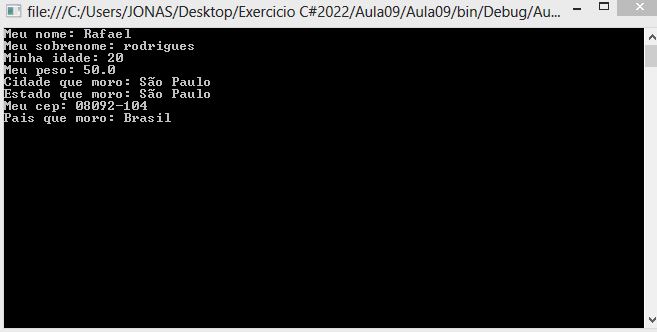 file:///C:/Users/JONAS/Desktop/Exercicio C#2022/Aula09/Aula09/bin/Debug/Au...
Meu nome: Rafael
Meu sobrenome: rodrigues
Minha idade: 20
Meu peso: 50.0
Cidade que moro: São Paulo
Estado que moro: São Paulo
Meu cep: 08092-104
Pais que moro: Brasil